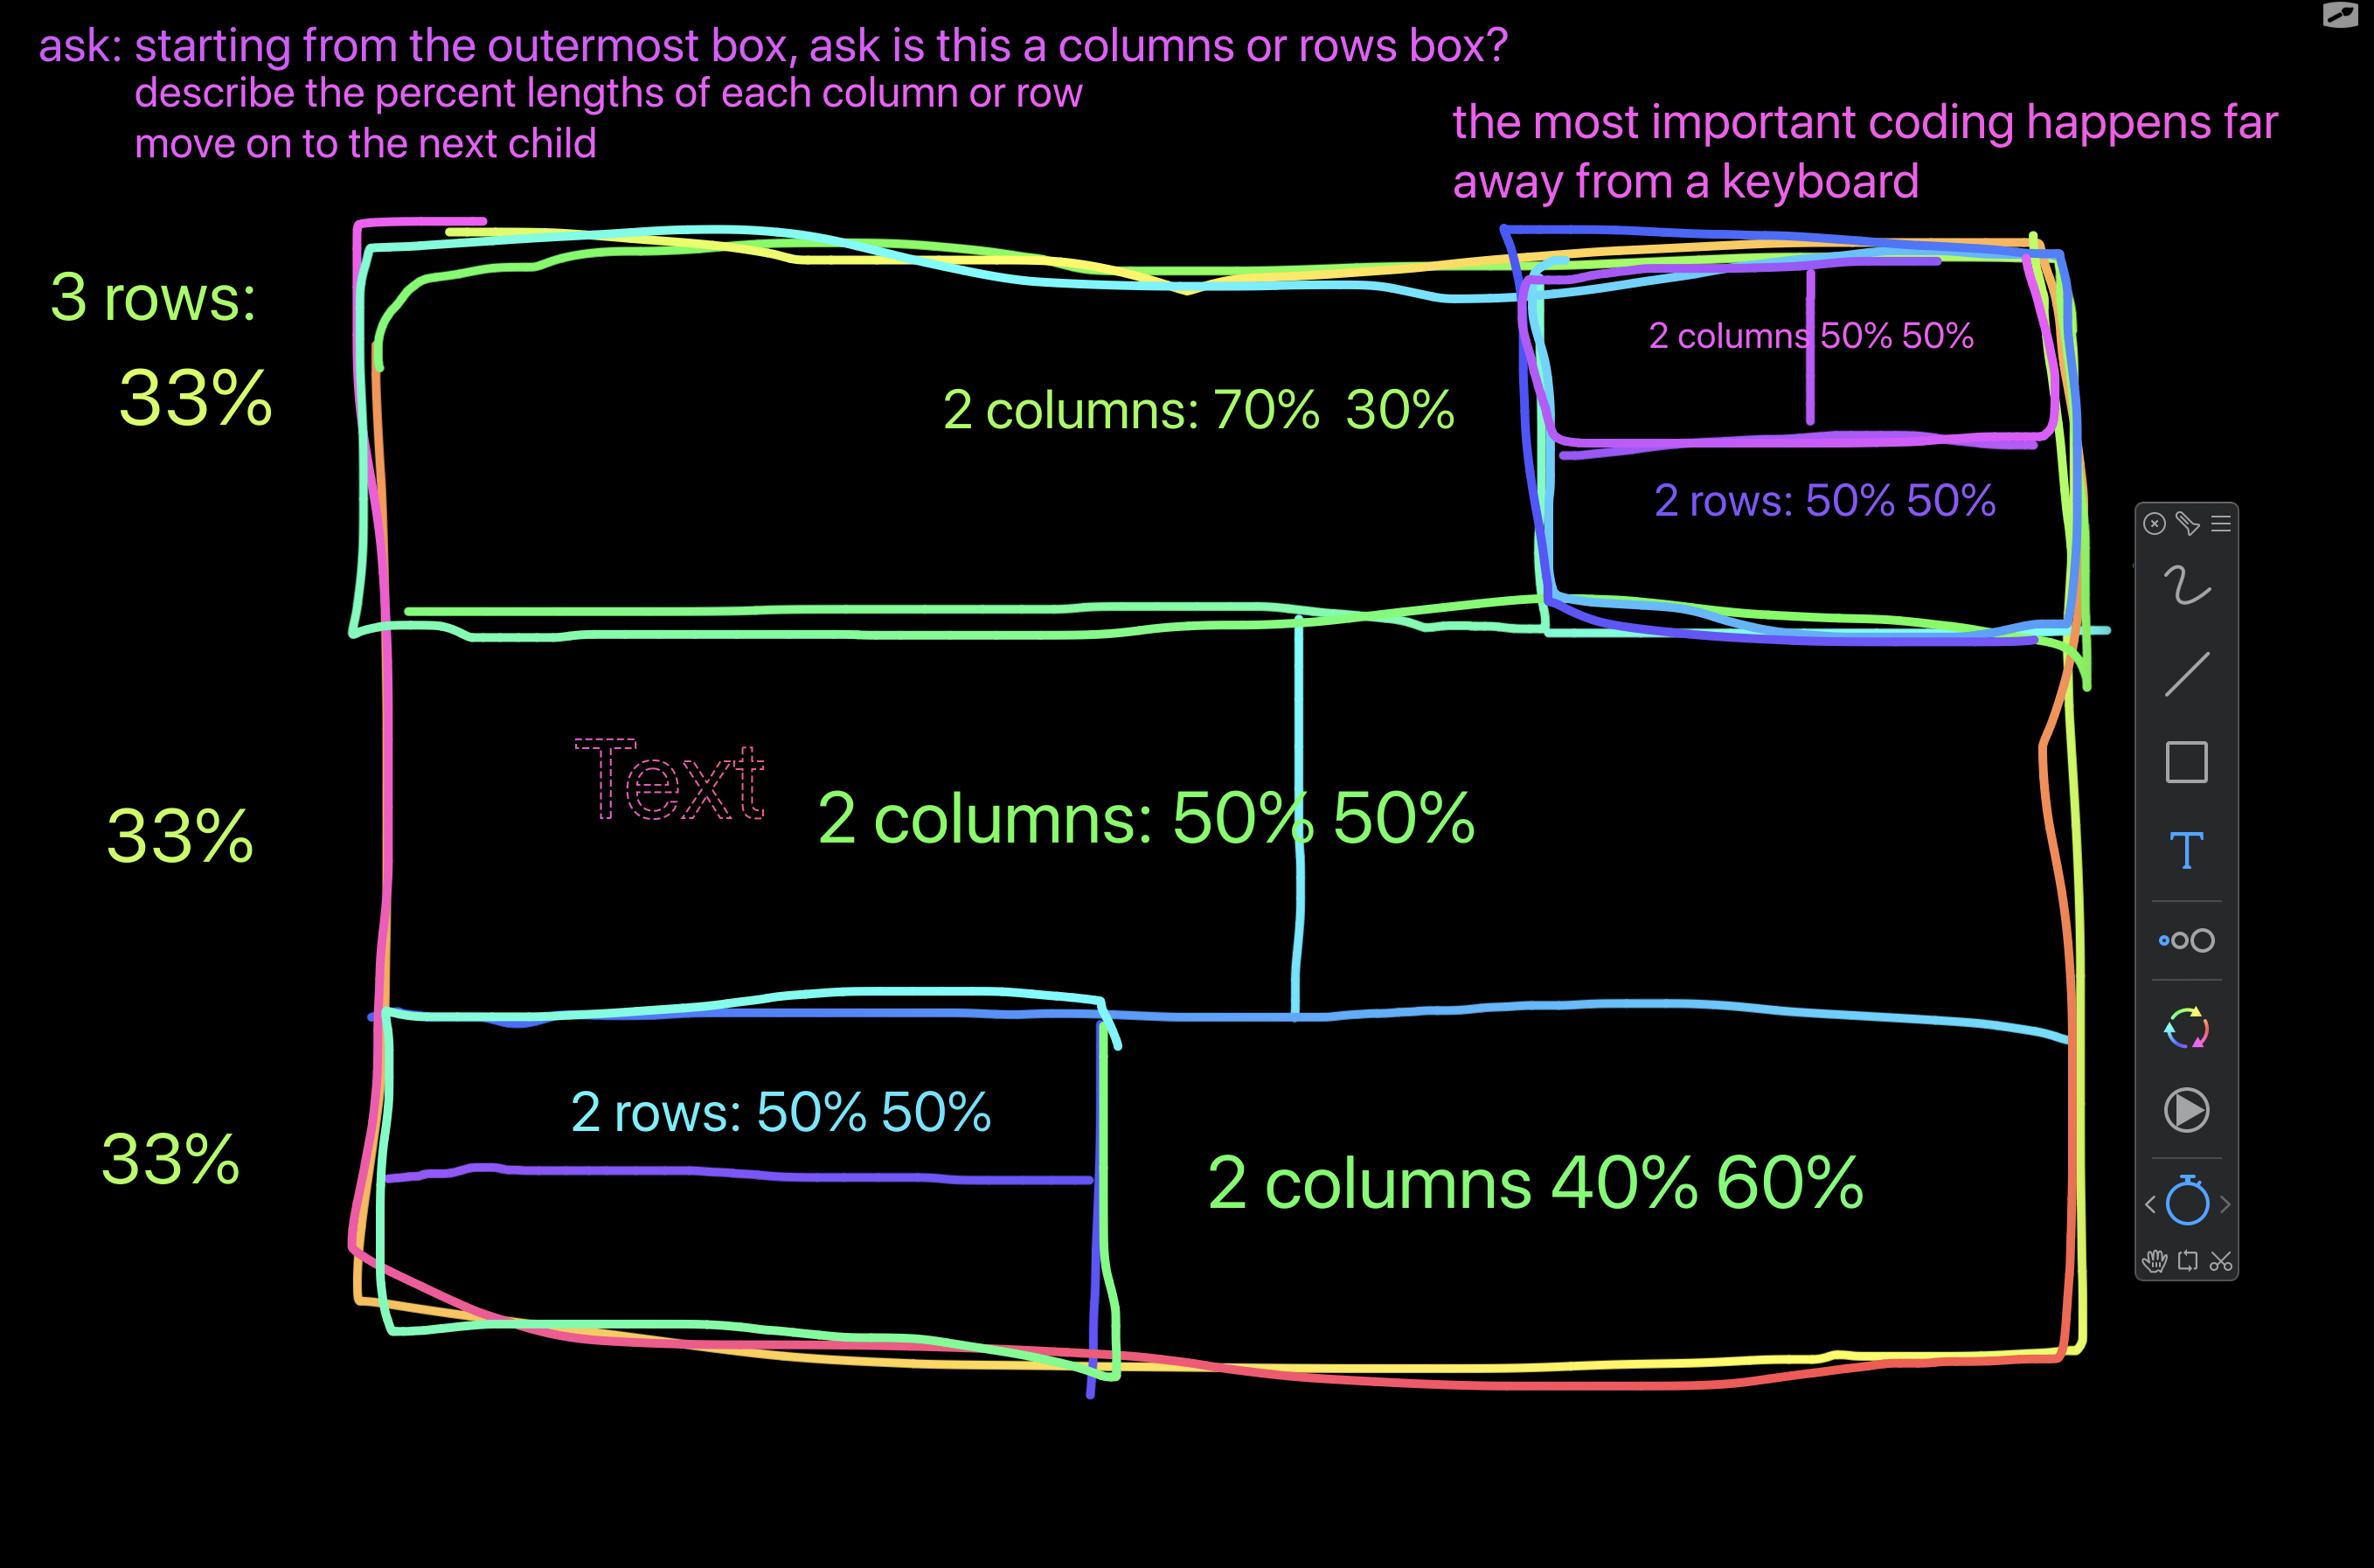 ask: starting from the outermost box, ask is this a columns or rows box?
describe the percent lengths of each column or row
move on to the next child
the most important coding happens far
away from a keyboard
3 rows:
33%
2 columns 50% 50%
2 columns: 70% 30%
2 rows: 50% 50%
Text
2 columns: 50% 50%
33%
2 rows: 50% 50%
33%
2 columns 40% 60%
T